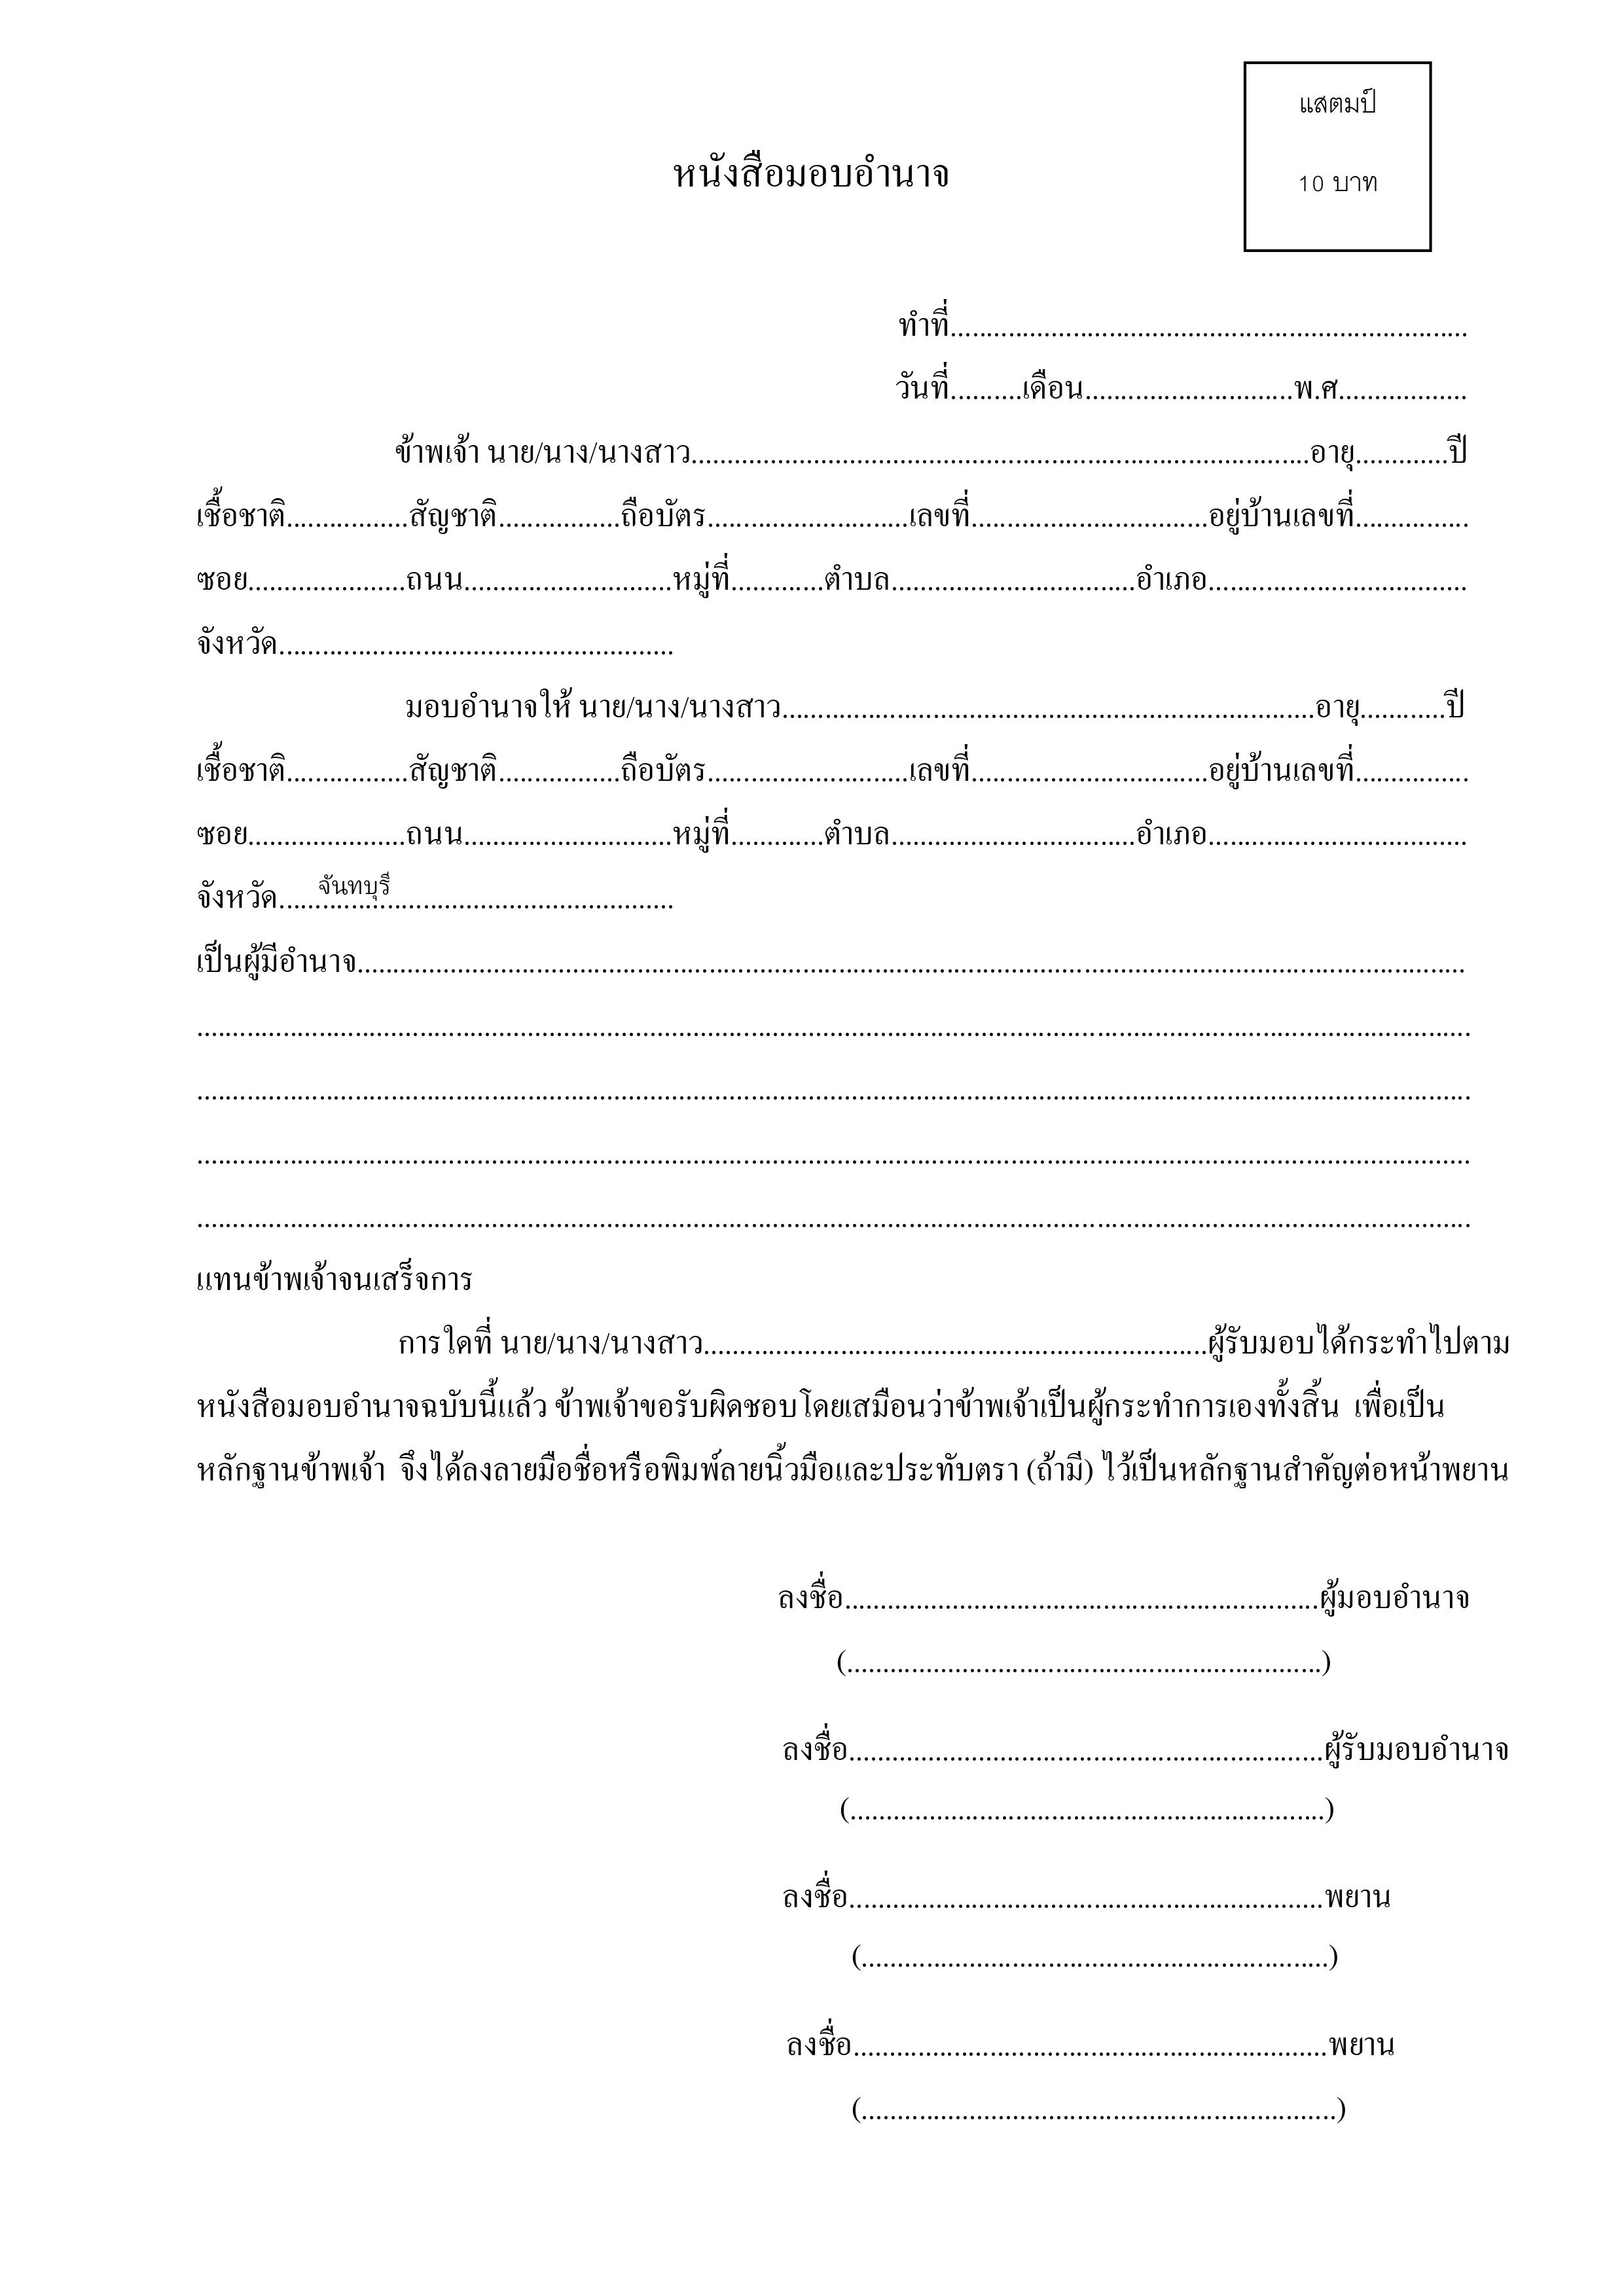 แสตมป์
10 บาท
หนังสือมอบอำนาจ
ทำที่........................................................................
วันที่..........เดือน.............................พ.ศ..................
ข้าพเจ้า นาย/นาง/นางสาว......................................................................................อายุ.............ปี
เชื้อชาติ.................สัญชาติ.................ถือบัตร............................เลขที่.................................อยู่บ้านเลขที่................
ซอย......................ถนน.............................หมู่ที่.............ตำบล..................................อำเภอ....................................
จังหวัด.......................................................
มอบอำนาจให้ นาย/นาง/นางสาว..........................................................................อายุ............ปี
เชื้อชาติ.................สัญชาติ.................ถือบัตร............................เลขที่.................................อยู่บ้านเลขที่................
ซอย......................ถนน.............................หมู่ที่.............ตำบล..................................อำเภอ....................................
จังหวัด.....จันทบุรี..................................................
เป็นผู้มีอำนาจ..........................................................................................................................................................
.................................................................................................................................................................................
.................................................................................................................................................................................
.................................................................................................................................................................................
.................................................................................................................................................................................
แทนข้าพเจ้าจนเสร็จการ
การใดที่ นาย/นาง/นางสาว......................................................................ผู้รับมอบได้กระทำไปตาม
หนังสือมอบอำนาจฉบับนี้แล้ว ข้าพเจ้าขอรับผิดชอบโดยเสมือนว่าข้าพเจ้าเป็นผู้กระทำการเองทั้งสิ้น เพื่อเป็น
หลักฐานข้าพเจ้า จึงได้ลงลายมือชื่อหรือพิมพ์ลายนิ้วมือและประทับตรา (ถ้ามี) ไว้เป็นหลักฐานสำคัญต่อหน้าพยาน
ลงชื่อ..................................................................ผู้มอบอำนาจ
(..................................................................)
ลงชื่อ..................................................................ผู้รับมอบอำนาจ
(..................................................................)
ลงชื่อ..................................................................พยาน
(.................................................................)
ลงชื่อ..................................................................พยาน
(..................................................................)